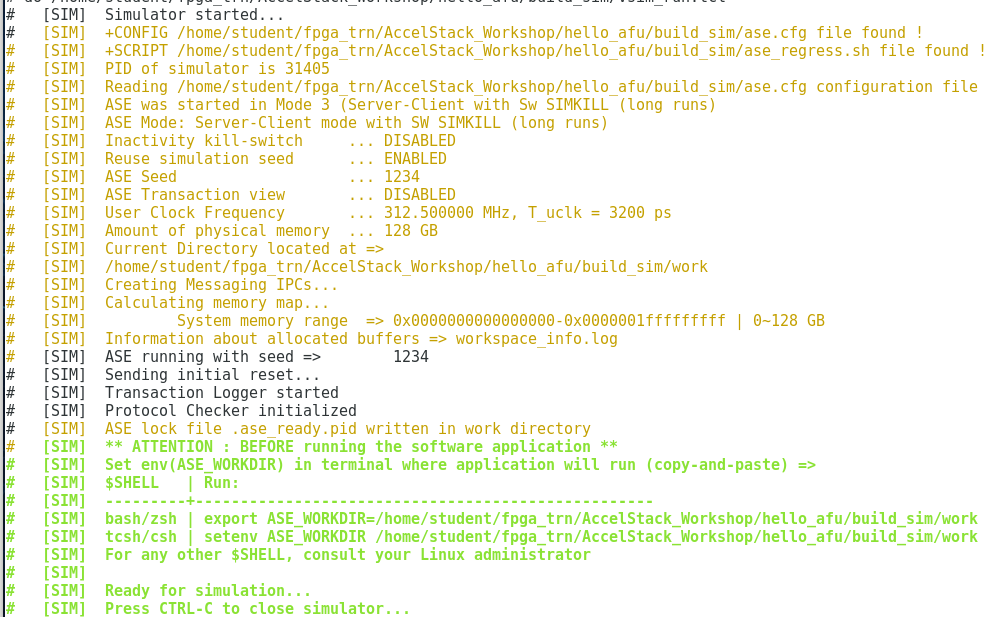 #   [SIM]  Simulator started...
#   [SIM]  +CONFIG /home/student/fpga_trn/AccelStack_Workshop/hello_afu/build_sim/ase.cfg file found !
#   [SIM]  +SCRIPT /home/student/fpga_trn/AccelStack_Workshop/hello_afu/build_sim/ase_regress.sh file found !
#   [SIM]  PID of simulator is 31405
#   [SIM]  Reading /home/student/fpga_trn/AccelStack_Workshop/hello_afu/build_sim/ase.cfg configuration file
#   [SIM]  ASE was started in Mode 3 (Server-Client with Sw SIMKILL (long runs)
#   [SIM]  ASE Mode: Server-Client mode with SW SIMKILL (long runs)
#   [SIM]  Inactivity kill-switch     ... DISABLED
#   [SIM]  Reuse simulation seed      ... ENABLED
#   [SIM]  ASE Seed                   ... 1234
#   [SIM]  ASE Transaction view       ... DISABLED
#   [SIM]  User Clock Frequency       ... 312.500000 MHz, T_uclk = 3200 ps
#   [SIM]  Amount of physical memory  ... 128 GB
#   [SIM]  Current Directory located at =>
#   [SIM]  /home/student/fpga_trn/AccelStack_Workshop/hello_afu/build_sim/work
#   [SIM]  Creating Messaging IPCs...
#   [SIM]  Calculating memory map...
#   [SIM]          System memory range  => 0x0000000000000000-0x0000001fffffffff | 0~128 GB
#   [SIM]  Information about allocated buffers => workspace_info.log
#   [SIM]  ASE running with seed =>        1234
#   [SIM]  Sending initial reset...
#   [SIM]  Transaction Logger started
#   [SIM]  Protocol Checker initialized
#   [SIM]  ASE lock file .ase_ready.pid written in work directory
#   [SIM]  ** ATTENTION : BEFORE running the software application **
#   [SIM]  Set env(ASE_WORKDIR) in terminal where application will run (copy-and-paste) =>
#   [SIM]  $SHELL   | Run:
#   [SIM]  ---------+---------------------------------------------------
#   [SIM]  bash/zsh | export ASE_WORKDIR=/home/student/fpga_trn/AccelStack_Workshop/hello_afu/build_sim/work
#   [SIM]  tcsh/csh | setenv ASE_WORKDIR /home/student/fpga_trn/AccelStack_Workshop/hello_afu/build_sim/work
#   [SIM]  For any other $SHELL, consult your Linux administrator
#   [SIM]
#   [SIM]  Ready for simulation...
#   [SIM]  Press CTRL-C to close simulator...